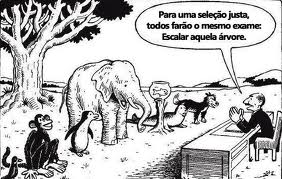 Para uma seleção justa,
todos farão o mesmo exame:
Escalar aquela árvore.